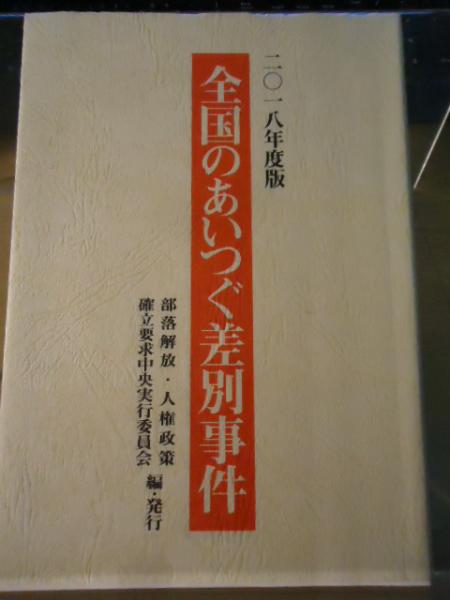 二〇一八年度版
全国のあいつぐ差別事件
部落解放・人権政策
確立要求中央実行委員会
編・発行